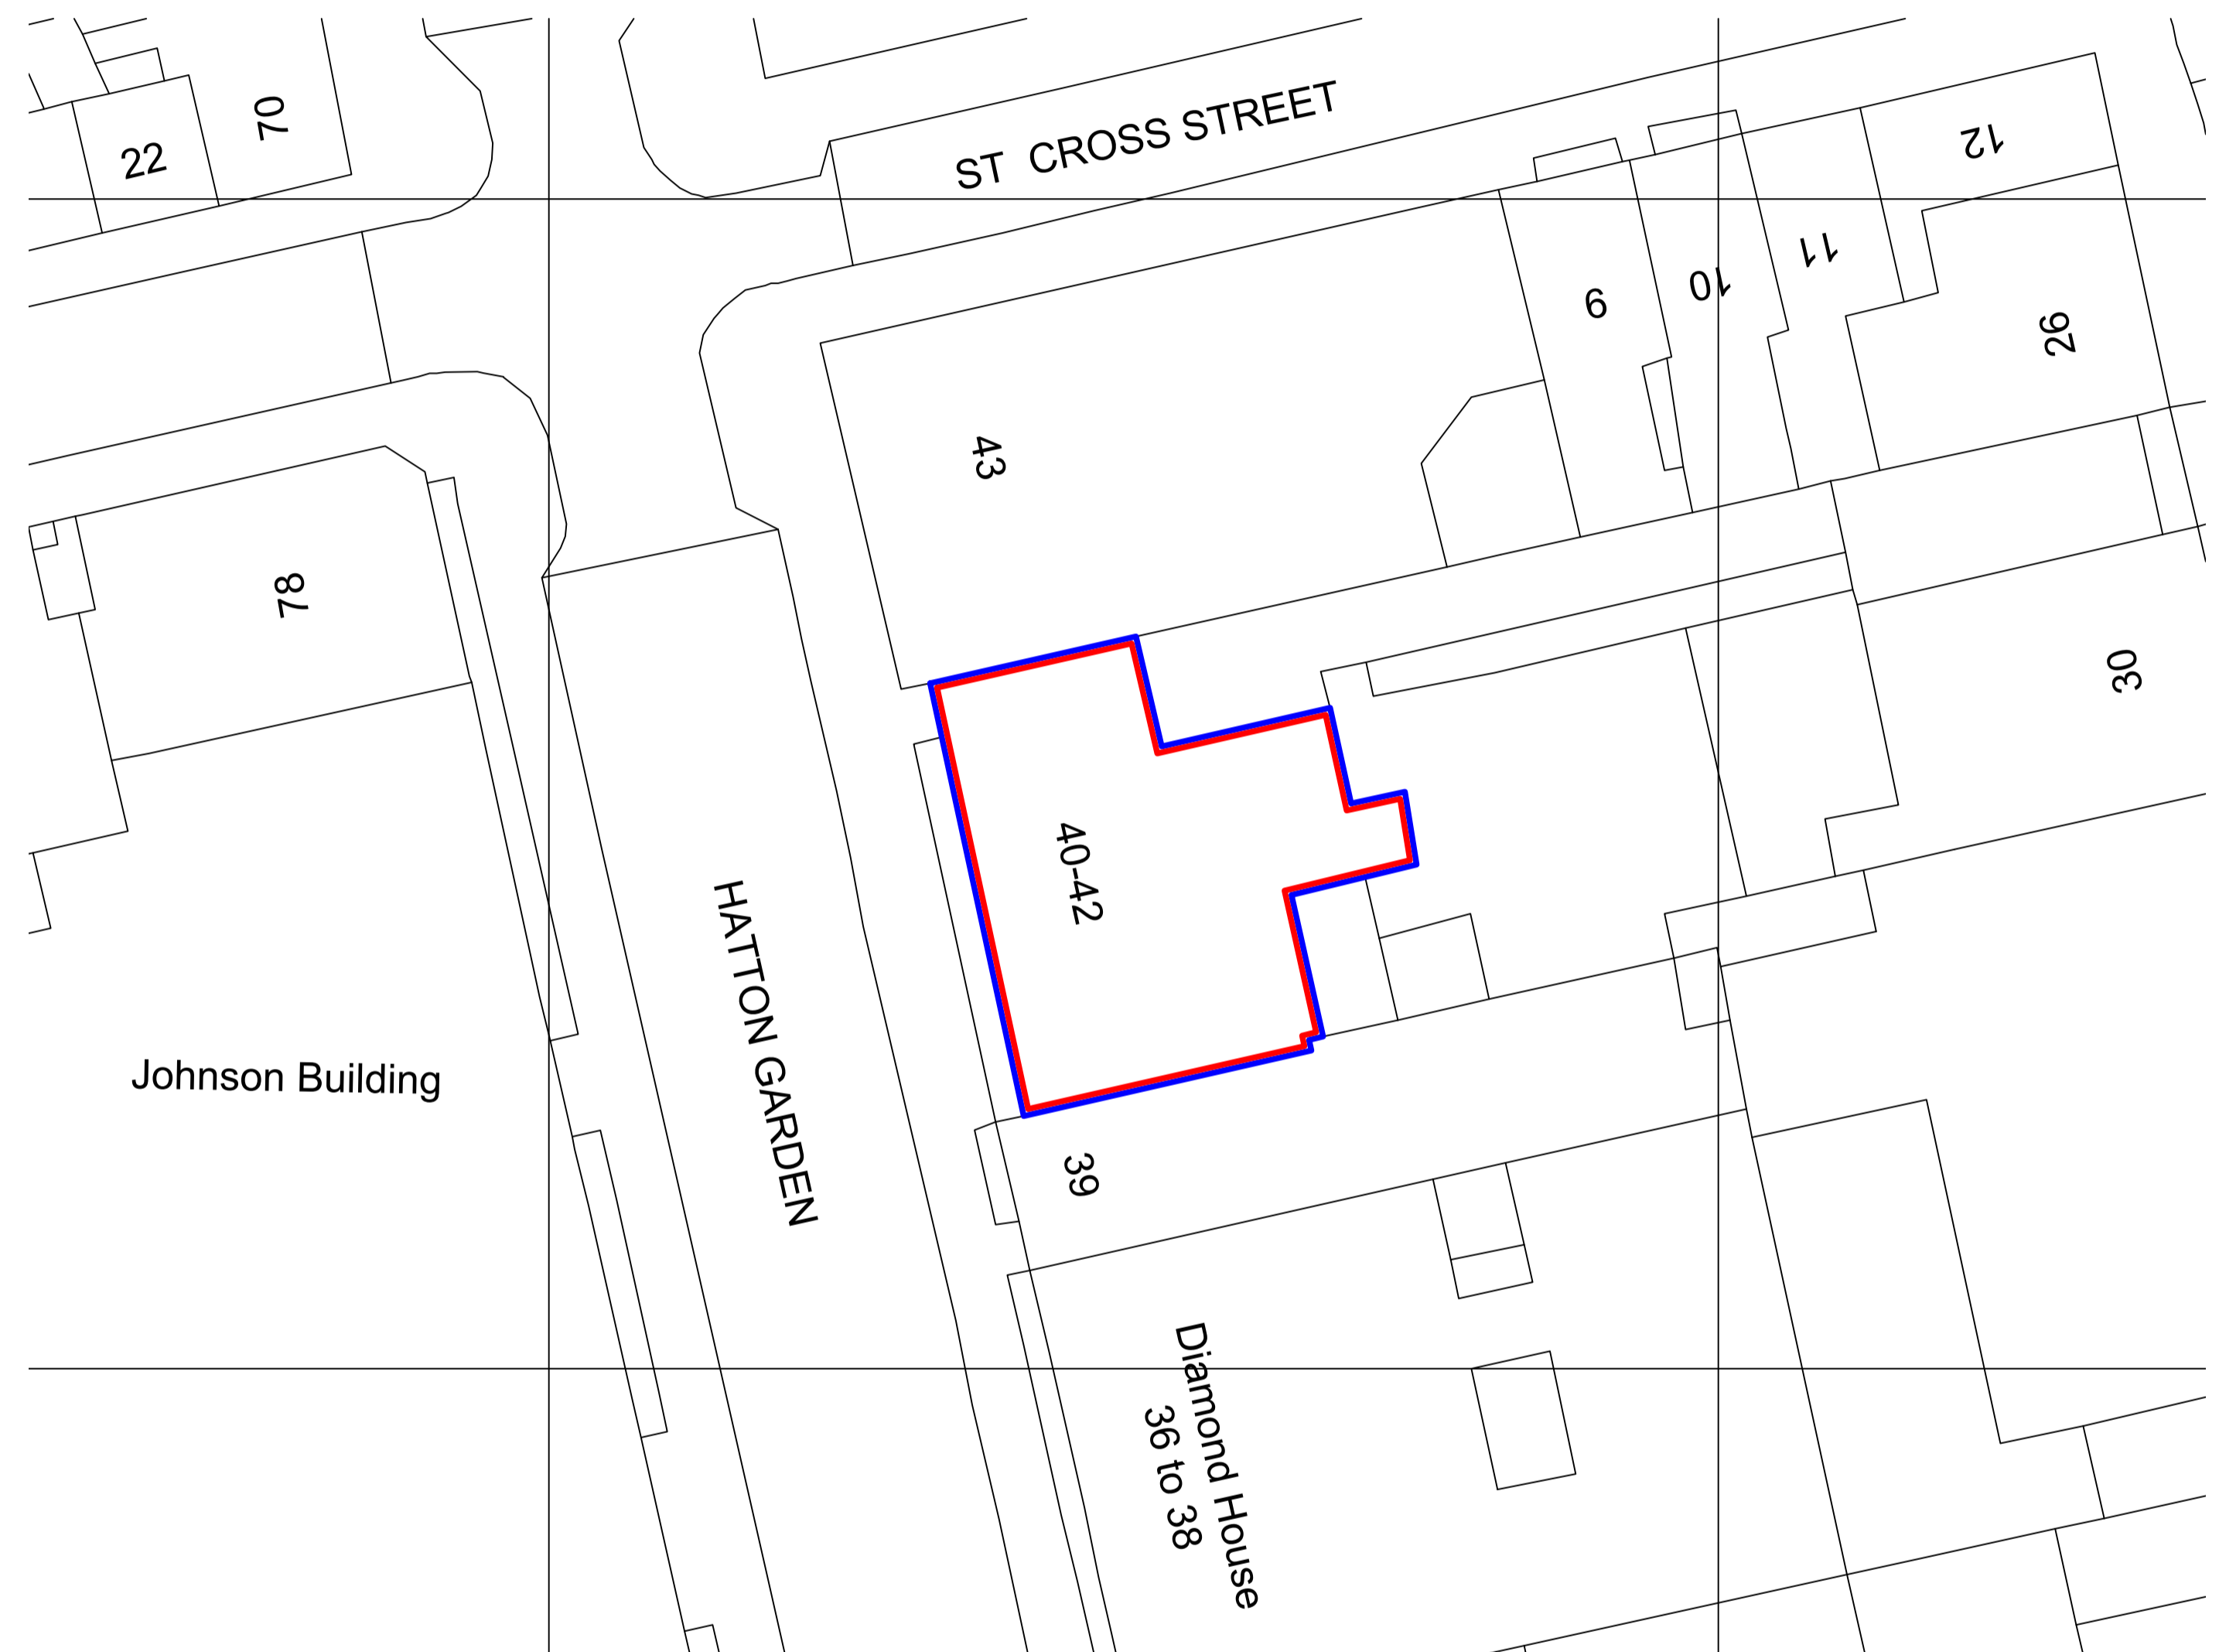 22
70
ST CROSS STREET
12
11
10
9
26
43
78
30
40-42
HATTON GARDEN
Johnson Building
39
Diamond House
36 to 38